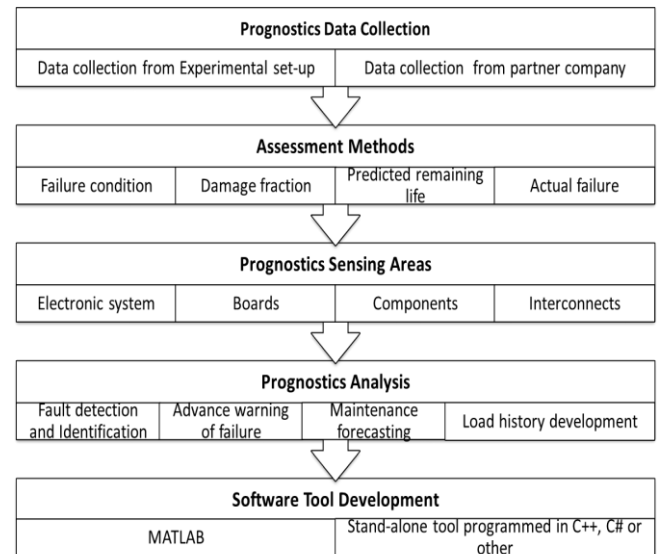 Prognostics Data Collection
Data collection from Experimental set-up
Data collection from partner company
Assessment Methods
Failure condition
Damage fraction
Predicted remaining
life
Actual failure
Prognostics Sensing Areas
Electronic system
Boards
Components
Interconnects
Prognostics Analysis
Fault detection
and Identification
Advance warning
of failure
Maintenance
forecasting
Load history development
Software Tool Development
MATLAB
Stand-alone tool programmed in C++, C# or
other